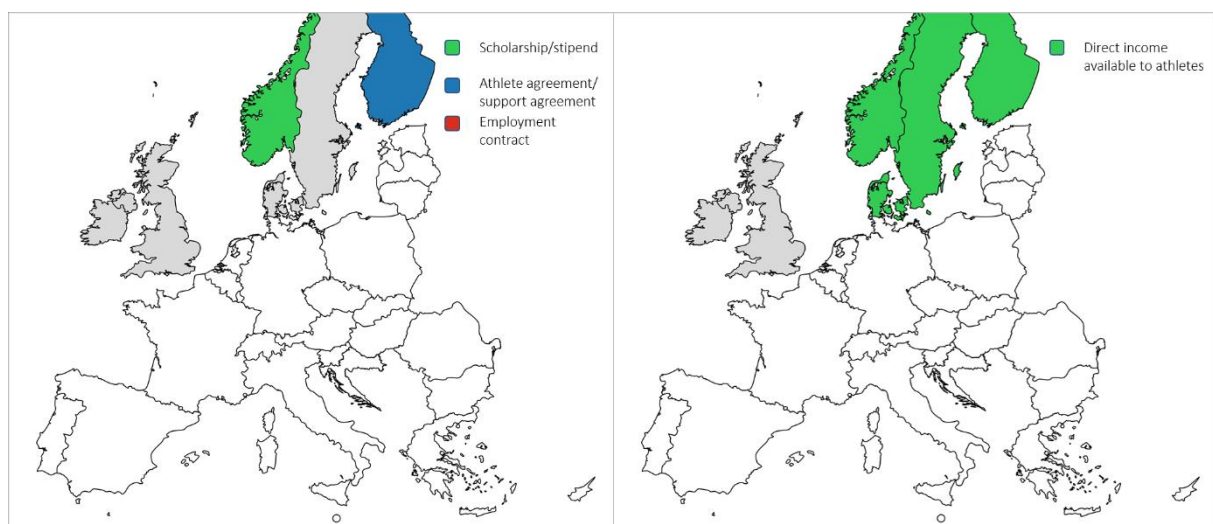 Scholarship/stipend
Athlete agreement/
support agreement
Employment
contract
Direct income
available to athletes